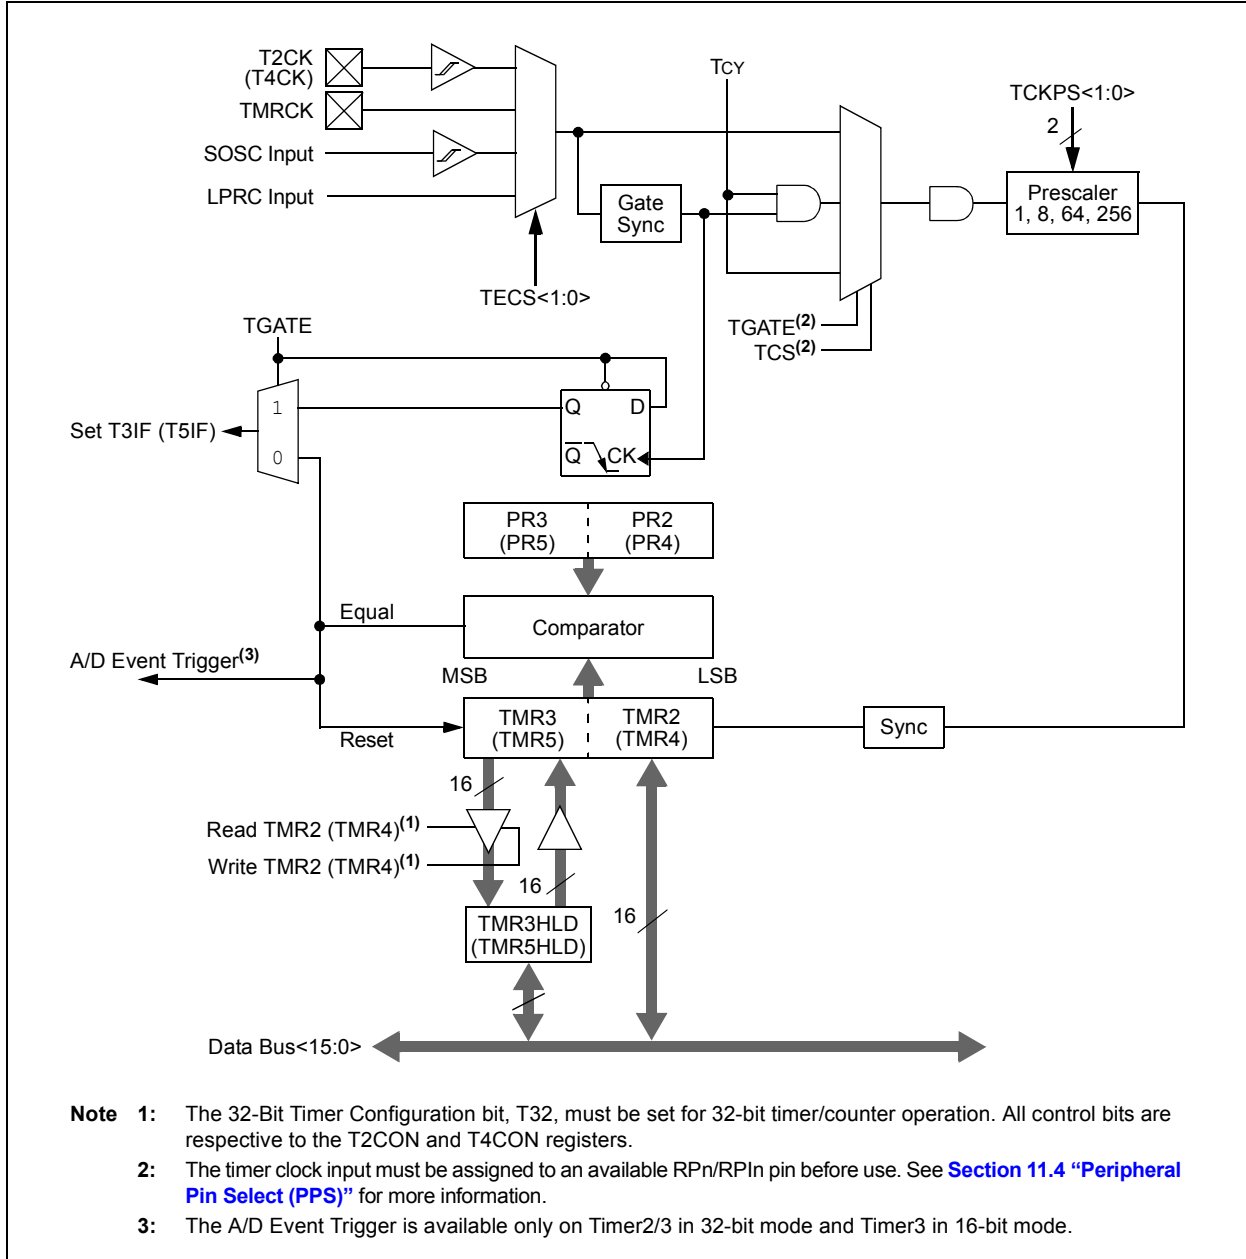 T2CK
(T4CK)
TMRCK
SOSC Input
LPRC Input
TECS<1:0>
TCY
Gate
Sync
TCKPS<1:0>
2
Prescaler
1, 8, 64, 256
TGATE(2)
TCS(2)
TGATE
1
0
Set T3IF (T5IF)
Q
D
Q
CK
PR3
(PR5)
PR2
(PR4)
Equal
Comparator
A/D Event Trigger(3)
MSB
LSB
Reset
TMR3
(TMR5)
TMR2
(TMR4)
Sync
16
Read TMR2 (TMR4)(1)
Write TMR2 (TMR4)(1)
16
16
TMR3HLD
(TMR5HLD)
Data Bus<15:0>
Note 1: The 32-Bit Timer Configuration bit, T32, must be set for 32-bit timer/counter operation. All control bits are
respective to the T2CON and T4CON registers.
2: The timer clock input must be assigned to an available RPn/RPIn pin before use. See Section 11.4 “Peripheral
Pin Select (PPS)” for more information.
3: The A/D Event Trigger is available only on Timer2/3 in 32-bit mode and Timer3 in 16-bit mode.